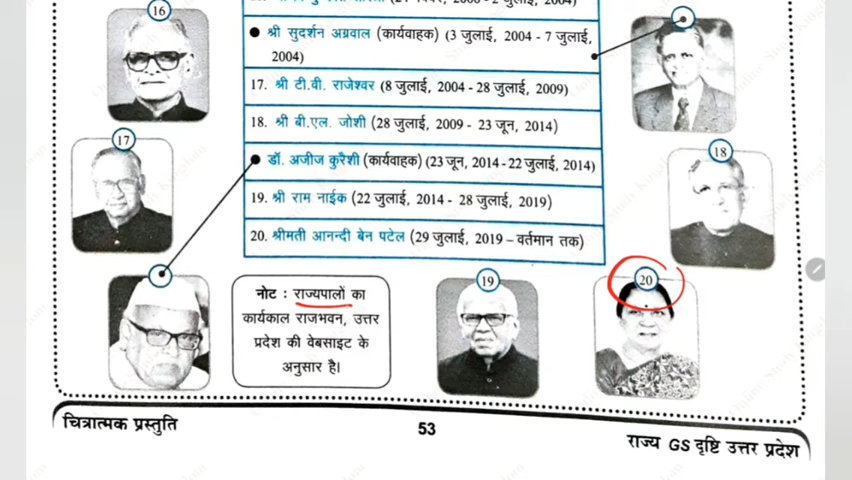 16
श्री सुदर्शन अग्रवाल (कार्यवाहक) (3 जुलाई, 2004 - 7 जुलाई,
2004)
17. श्री टी.वी. राजेश्वर (8 जुलाई, 2004 - 28 जुलाई, 2009)
18. श्री बी.एल. जोशी (28 जुलाई, 2009 - 23 जून, 2014)
17
18
डॉ. अजीज कुरैशी (कार्यवाहक) (23 जून, 2014 - 22 जुलाई, 2014)
19. श्री राम नाईक (22 जुलाई, 2014 - 28 जुलाई, 2019)
20. श्रीमती आनन्दी बेन पटेल (29 जुलाई, 2019 – वर्तमान तक)
19
20
नोट : राज्यपालों का
कार्यकाल राजभवन, उत्तर
प्रदेश की वेबसाइट के
अनुसार है।
चित्रात्मक प्रस्तुति
53
राज्य GS दृष्टि उत्तर प्रदेश